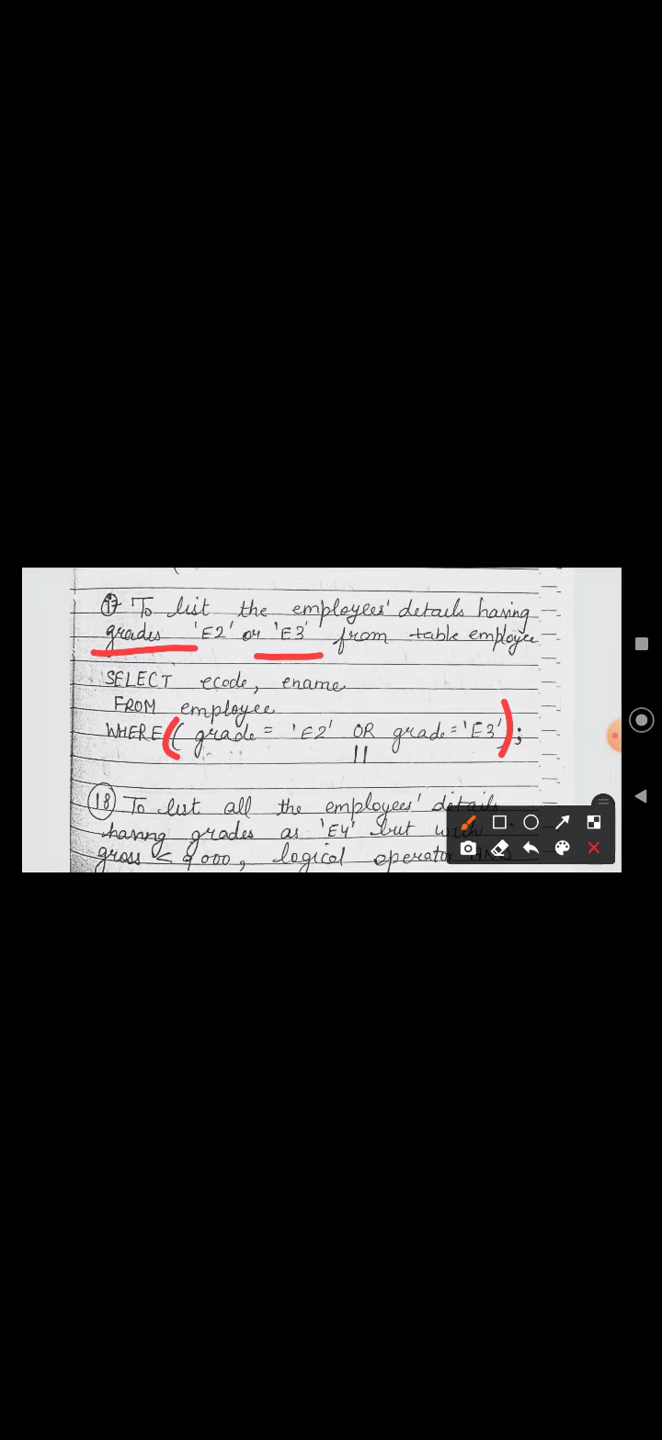 17 To list the employees' details having
grades 'E2' or 'E3' from table employee
SELECT ecode, ename
FROM employee
WHERE ( grade = 'E2' OR grade = 'E3' ) ;
18 To list all the employees' details
having grades as 'E4' but with
gross < 9000, logical operator AND